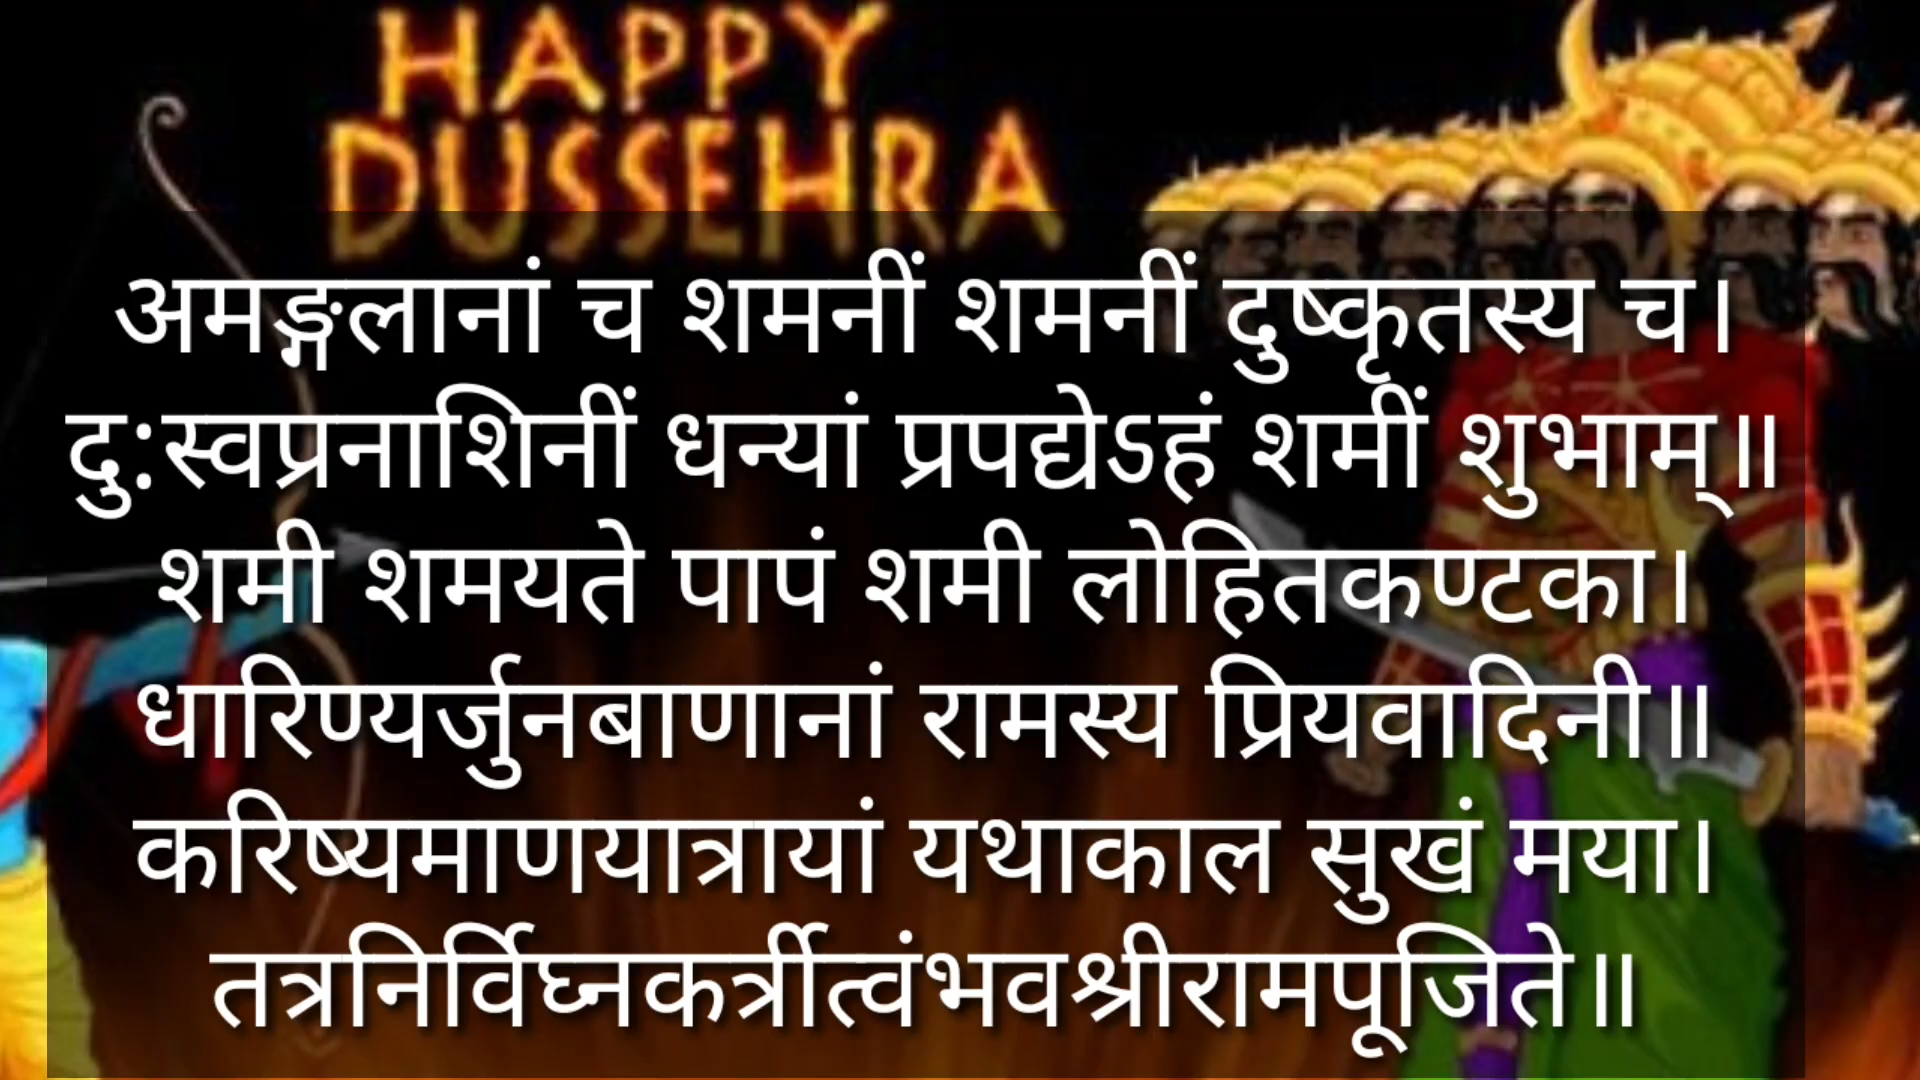 HAPPY
DUSSEHRA
अमङ्गलानां च शमनीं शमनीं दुष्कृतस्य च।
दु:स्वप्रनाशिनीं धन्यां प्रपद्येऽहं शमीं शुभाम्॥
शमी शमयते पापं शमी लोहितकण्टका।
धारिण्यर्जुनबाणानां रामस्य प्रियवादिनी॥
करिष्यमाणयात्रायां यथाकाल सुखं मया।
तत्रनिर्विघ्नकर्त्रीत्वंभवश्रीरामपूजिते॥